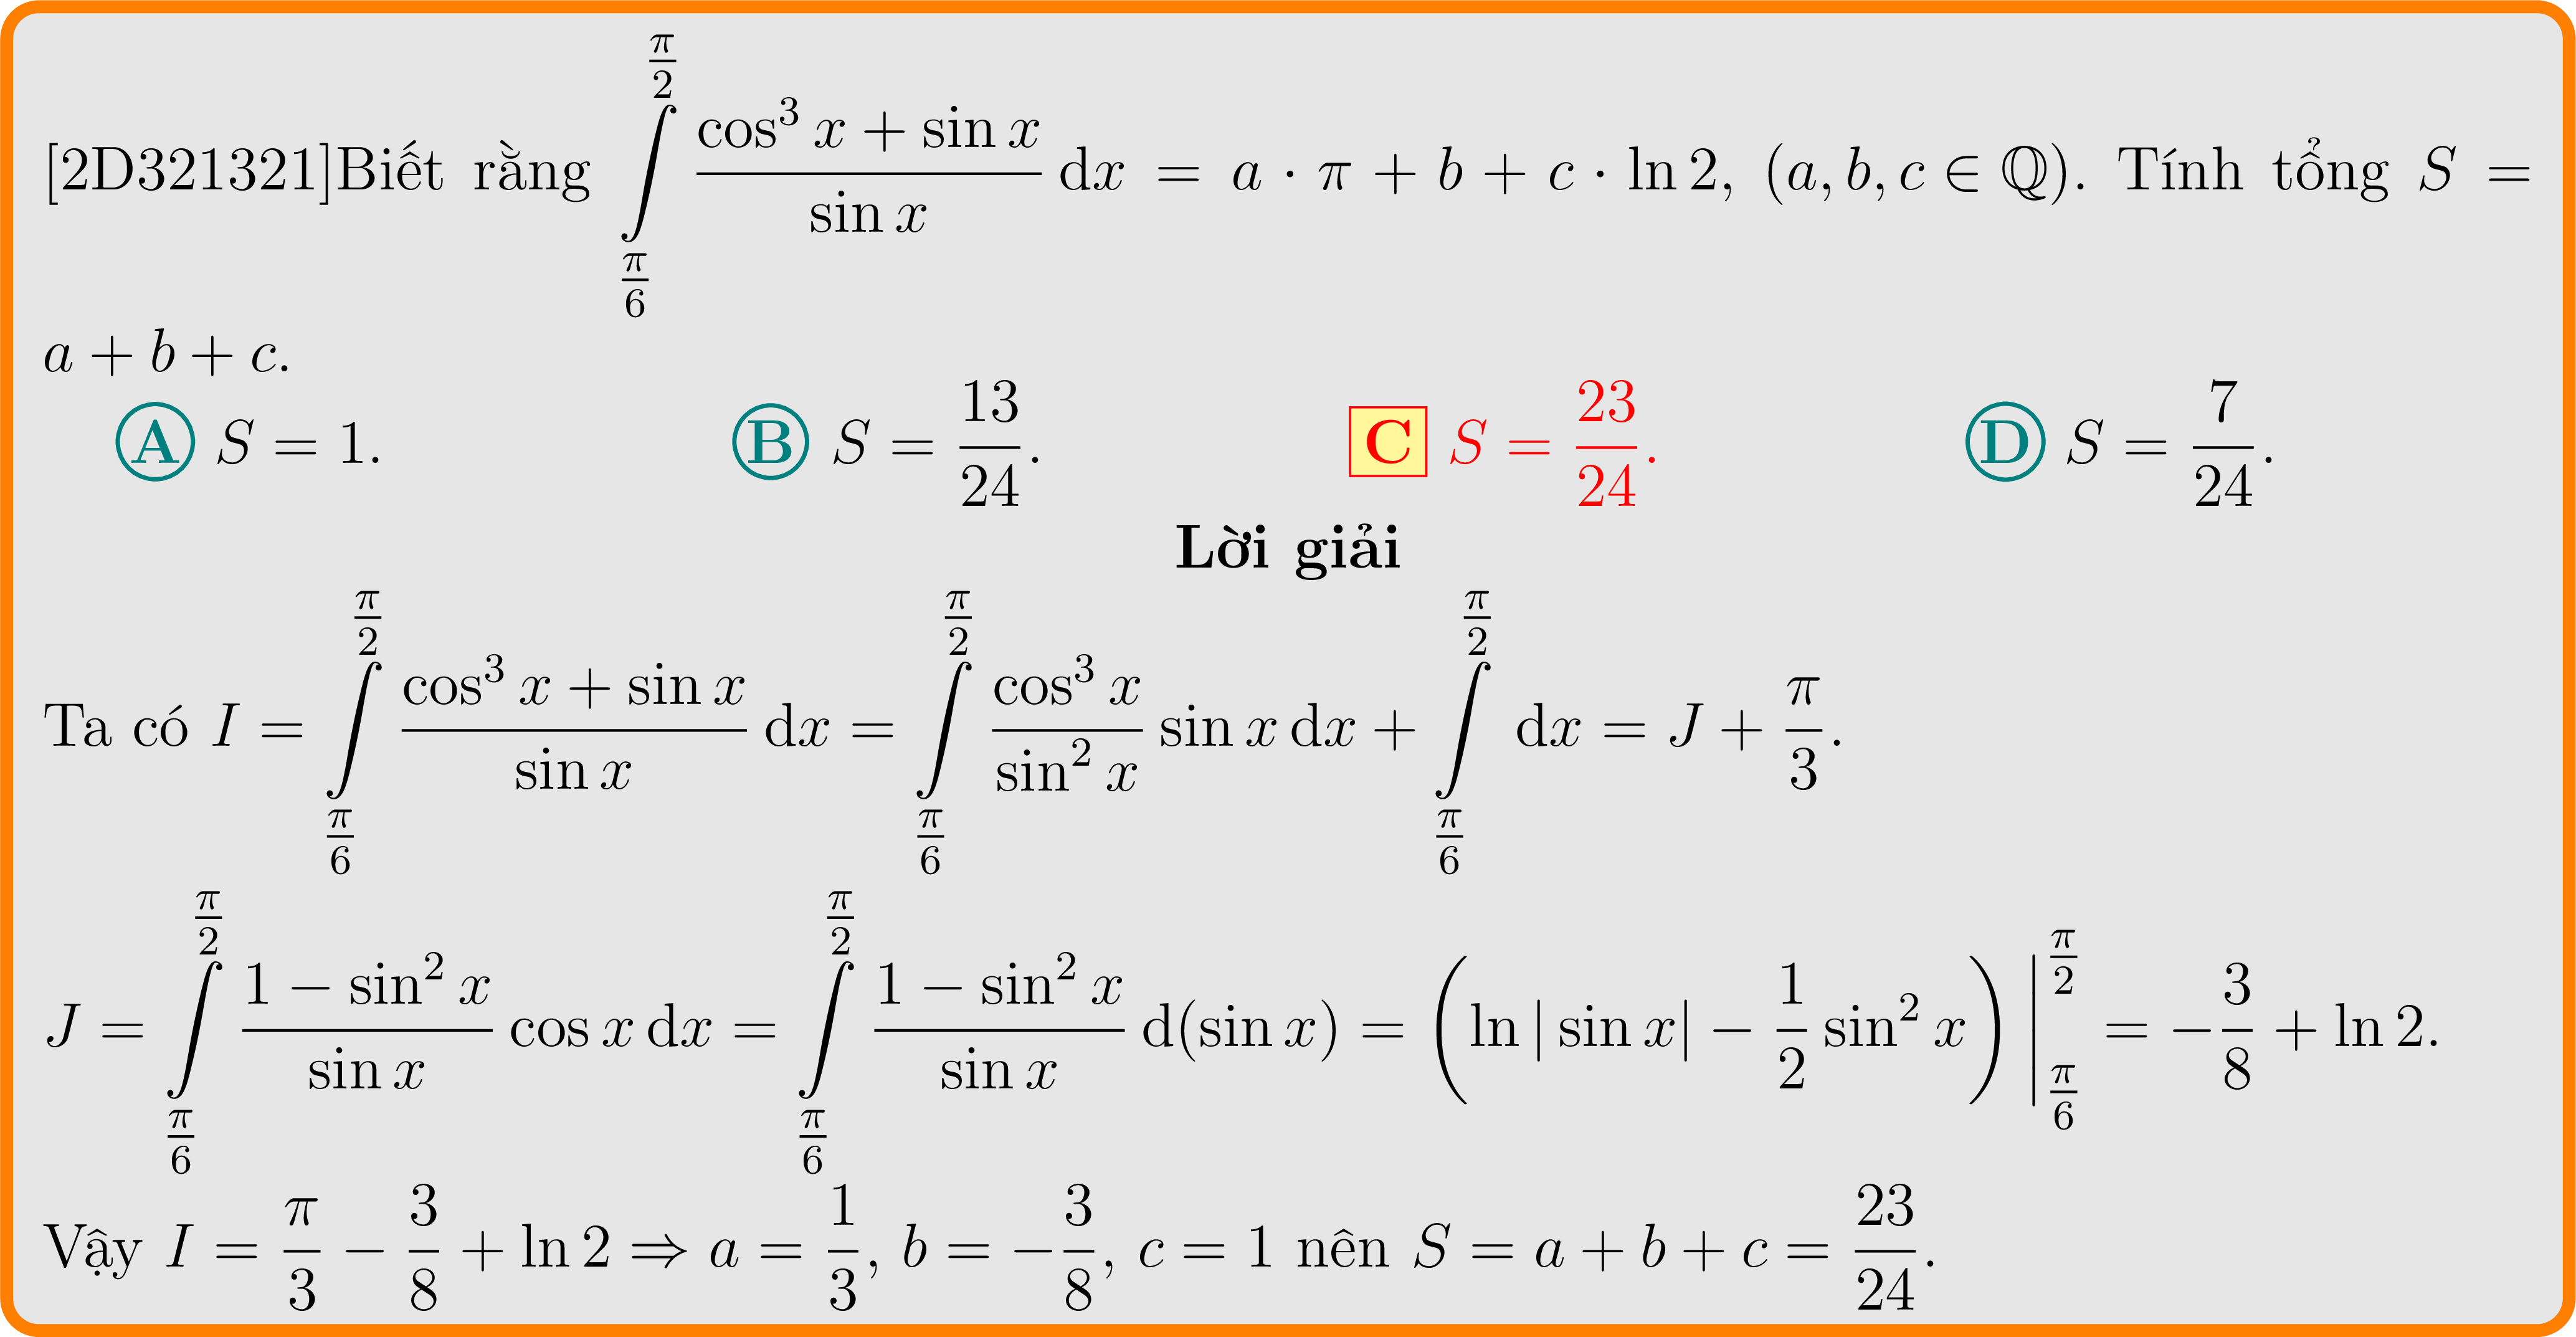 [2D321321]Biết rằng $\int\limits_{\frac{\pi}{6}}^{\frac{\pi}{2}} \frac{\cos^3 x + \sin x}{\sin x} \, \mathrm{d}x = a \cdot \pi + b + c \cdot \ln 2$, $(a, b, c \in \mathbb{Q})$. Tính tổng $S =$
$a + b + c$.
A $S = 1$. B $S = \frac{13}{24}$. C $S = \frac{23}{24}$. D $S = \frac{7}{24}$.
Lời giải
Ta có $I = \int\limits_{\frac{\pi}{6}}^{\frac{\pi}{2}} \frac{\cos^3 x + \sin x}{\sin x} \, \mathrm{d}x = \int\limits_{\frac{\pi}{6}}^{\frac{\pi}{2}} \frac{\cos^3 x}{\sin^2 x} \sin x \, \mathrm{d}x + \int\limits_{\frac{\pi}{6}}^{\frac{\pi}{2}} \mathrm{d}x = J + \frac{\pi}{3}$.
$J = \int\limits_{\frac{\pi}{6}}^{\frac{\pi}{2}} \frac{1 - \sin^2 x}{\sin x} \cos x \, \mathrm{d}x = \int\limits_{\frac{\pi}{6}}^{\frac{\pi}{2}} \frac{1 - \sin^2 x}{\sin x} \, \mathrm{d}(\sin x) = \left( \ln |\sin x| - \frac{1}{2} \sin^2 x \right) \Big|_{\frac{\pi}{6}}^{\frac{\pi}{2}} = -\frac{3}{8} + \ln 2$.
Vậy $I = \frac{\pi}{3} - \frac{3}{8} + \ln 2 \Rightarrow a = \frac{1}{3}$, $b = -\frac{3}{8}$, $c = 1$ nên $S = a + b + c = \frac{23}{24}$.